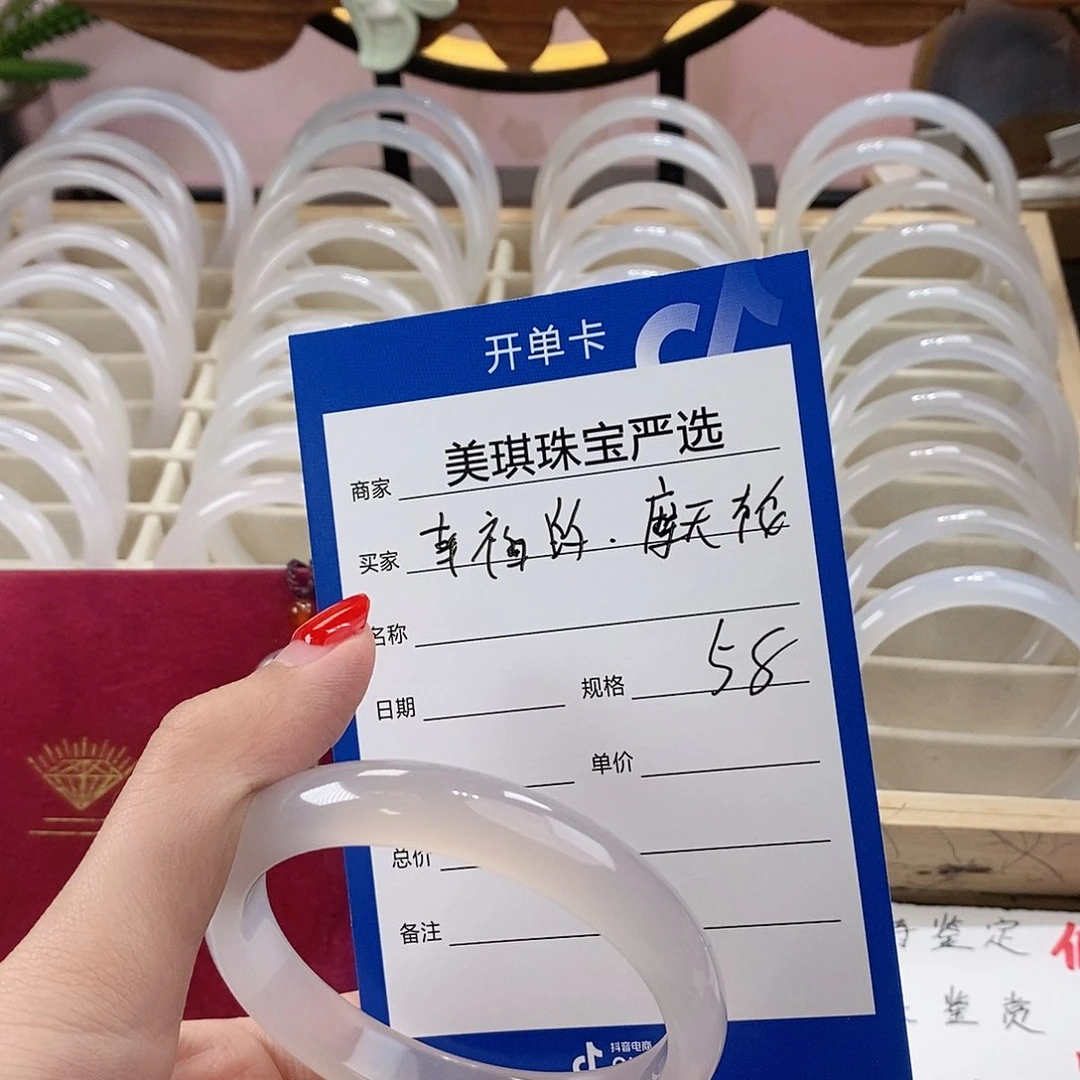 开单卡
商家 美琪珠宝严选
买家 幸福的.摩天轮
名称
日期 规格 58
单价
总价
备注
抖音电商
鉴定
鉴赏